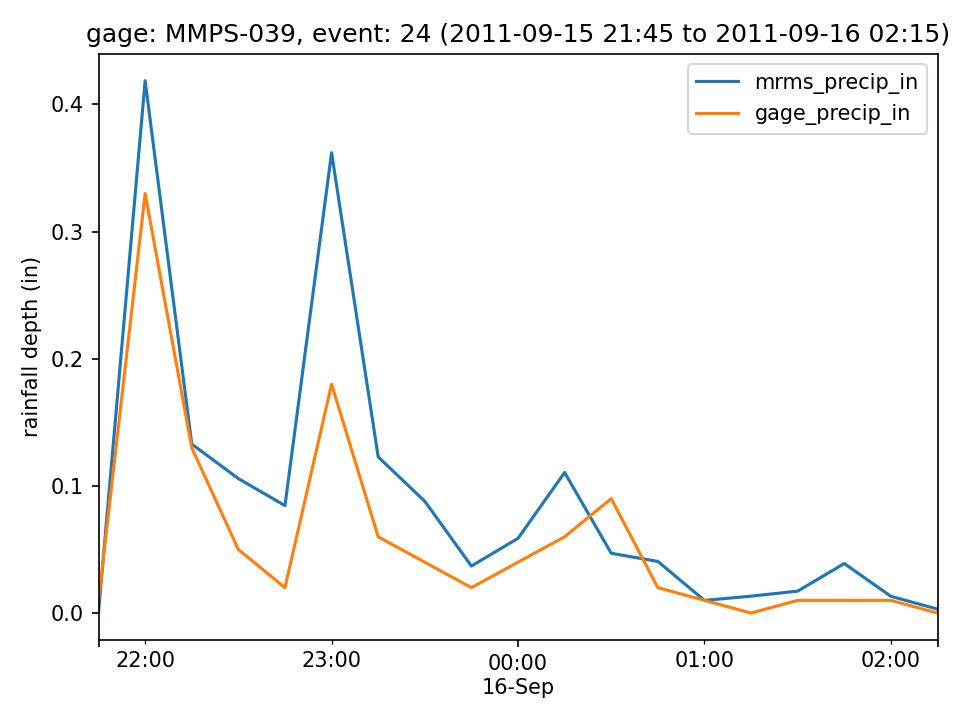 gage: MMPS-039, event: 24 (2011-09-15 21:45 to 2011-09-16 02:15)
mrms_precip_in
gage_precip_in
rainfall depth (in)
0.4
0.3
0.2
0.1
0.0
22:00
23:00
00:00
16-Sep
01:00
02:00